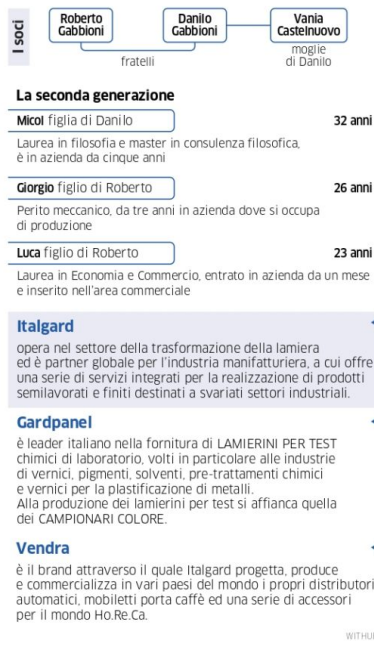 I soci
Roberto
Gabbioni
Danilo
Gabbioni
Vania
Castelnuovo
fratelli
moglie
di Danilo
La seconda generazione
Micol figlia di Danilo 32 anni
Laurea in filosofia e master in consulenza filosofica,
è in azienda da cinque anni
Giorgio figlio di Roberto 26 anni
Perito meccanico, da tre anni in azienda dove si occupa
di produzione
Luca figlio di Roberto 23 anni
Laurea in Economia e Commercio, entrato in azienda da un mese
e inserito nell'area commerciale
Italgard
opera nel settore della trasformazione della lamiera
ed è partner globale per l'industria manifatturiera, a cui offre
una serie di servizi integrati per la realizzazione di prodotti
semilavorati e finiti destinati a svariati settori industriali.
Gardpanel
è leader italiano nella fornitura di LAMIERINI PER TEST
chimici di laboratorio, volti in particolare alle industrie
di vernici, pigmenti, solventi, pre-trattamenti chimici
e vernici per la plastificazione di metalli.
Alla produzione dei lamierini per test si affianca quella
dei CAMPIONARI COLORE.
Vendra
è il brand attraverso il quale Italgard progetta, produce
e commercializza in vari paesi del mondo i propri distributori
automatici, mobiletti porta caffè ed una serie di accessori
per il mondo Ho.Re.Ca.